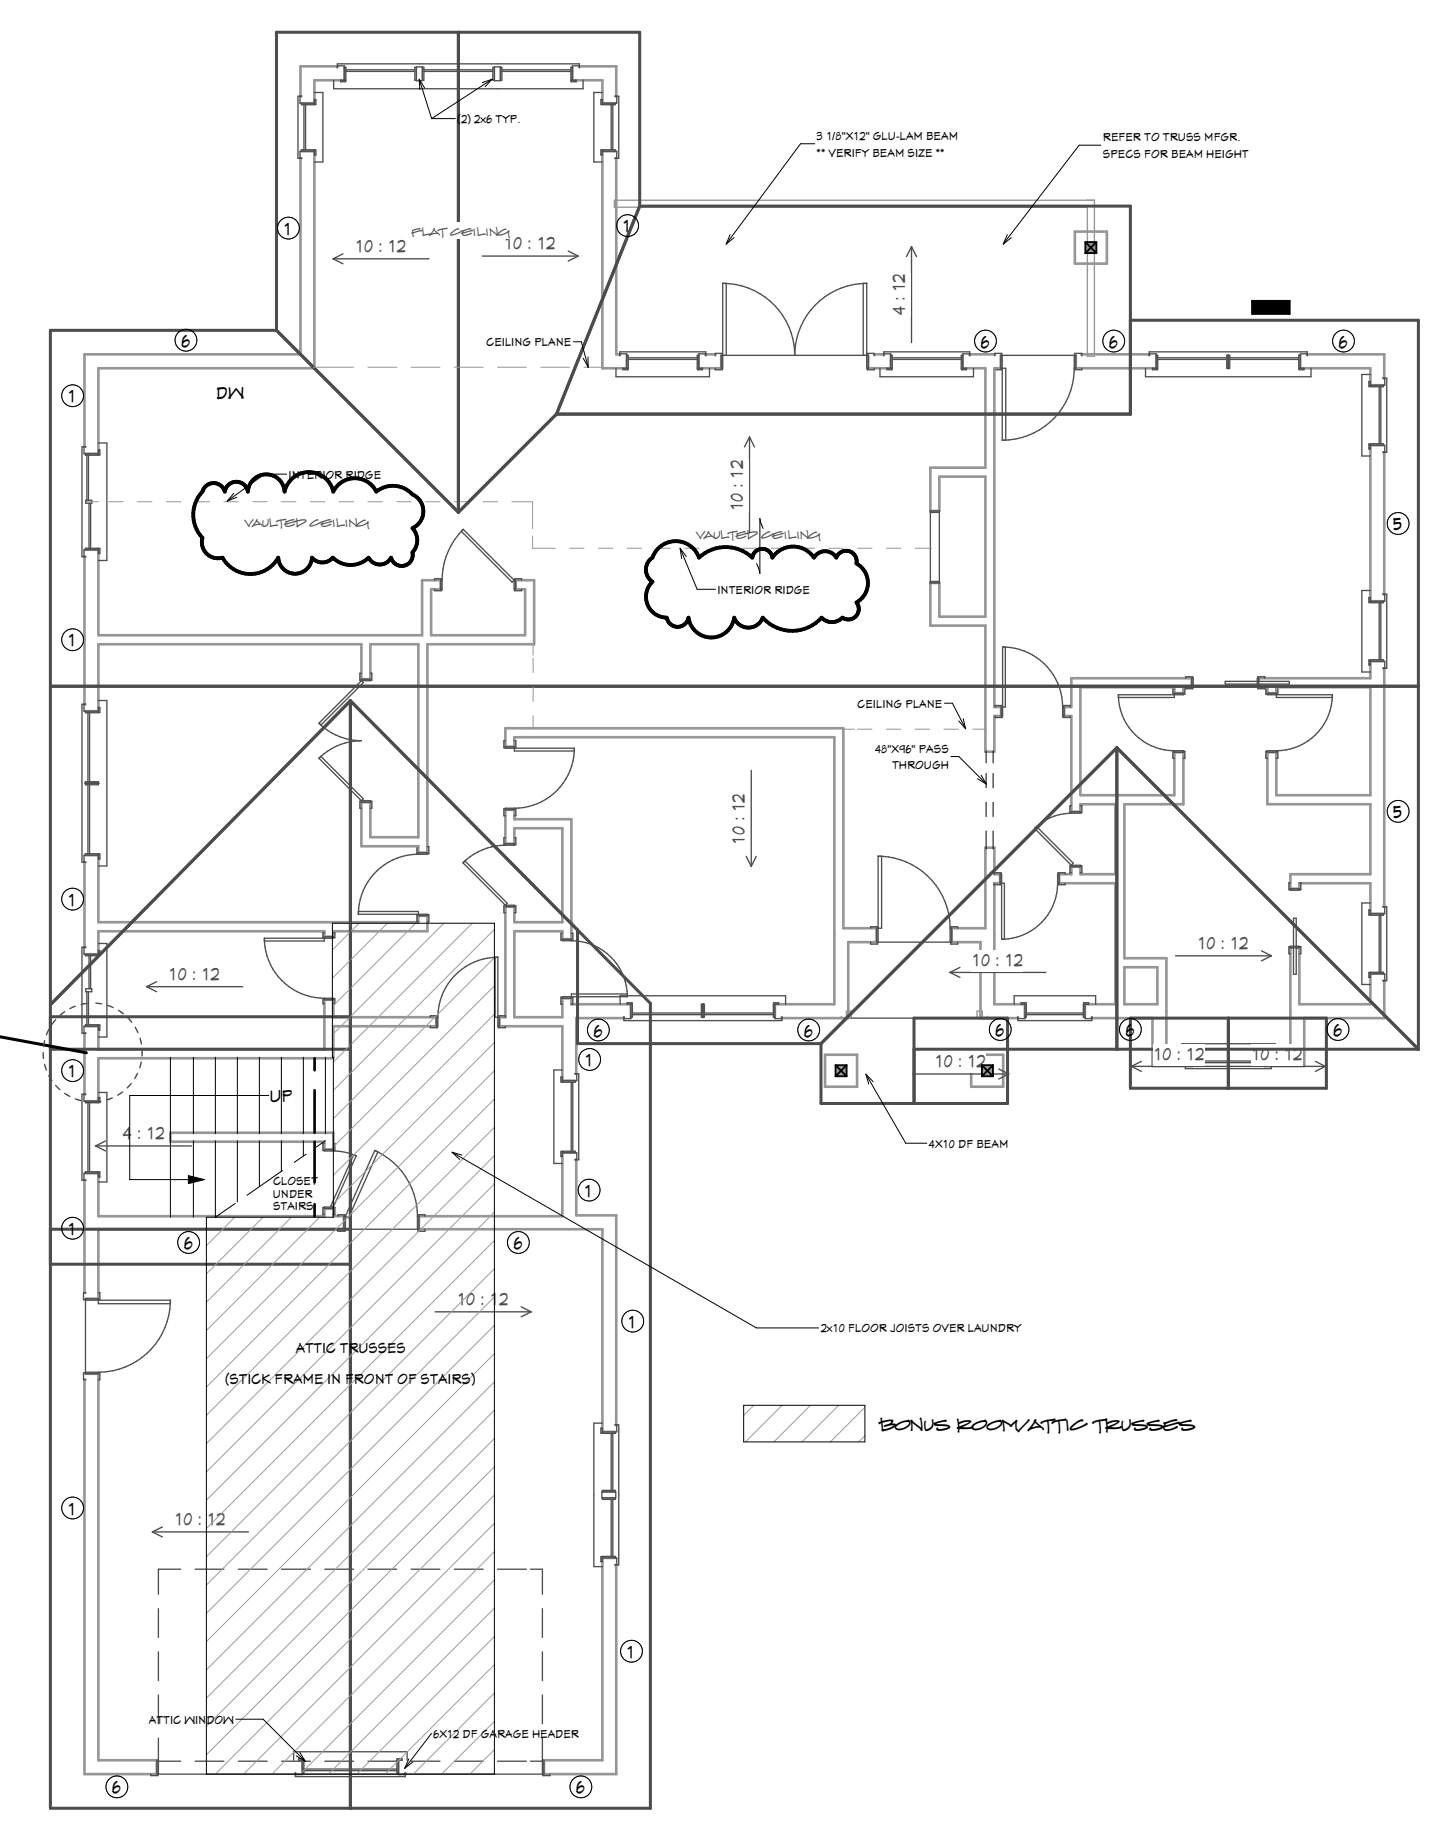 (2) 2x6 TYP.
3 1/8"X12" GLU-LAM BEAM
** VERIFY BEAM SIZE **
REFER TO TRUSS MFGR.
SPECS FOR BEAM HEIGHT
1
1
FLAT CEILING
10 : 12
10 : 12
4 : 12
6
CEILING PLANE
6
6
6
1
DW
INTERIOR RIDGE
10 : 12
VAULTED CEILING
5
VAULTED CEILING
INTERIOR RIDGE
1
CEILING PLANE
48"X96" PASS
THROUGH
10 : 12
5
1
10 : 12
10 : 12
10 : 12
6
6
6
6
6
1
1
10 : 12
10 : 12
10 : 12
UP
4 : 12
4X10 DF BEAM
CLOSET
UNDER
STAIRS
1
1
6
6
10 : 12
1
2x10 FLOOR JOISTS OVER LAUNDRY
ATTIC TRUSSES
(STICK FRAME IN FRONT OF STAIRS)
BONUS ROOM/ATTIC TRUSSES
1
10 : 12
1
ATTIC WINDOW
6X12 DF GARAGE HEADER
6
6